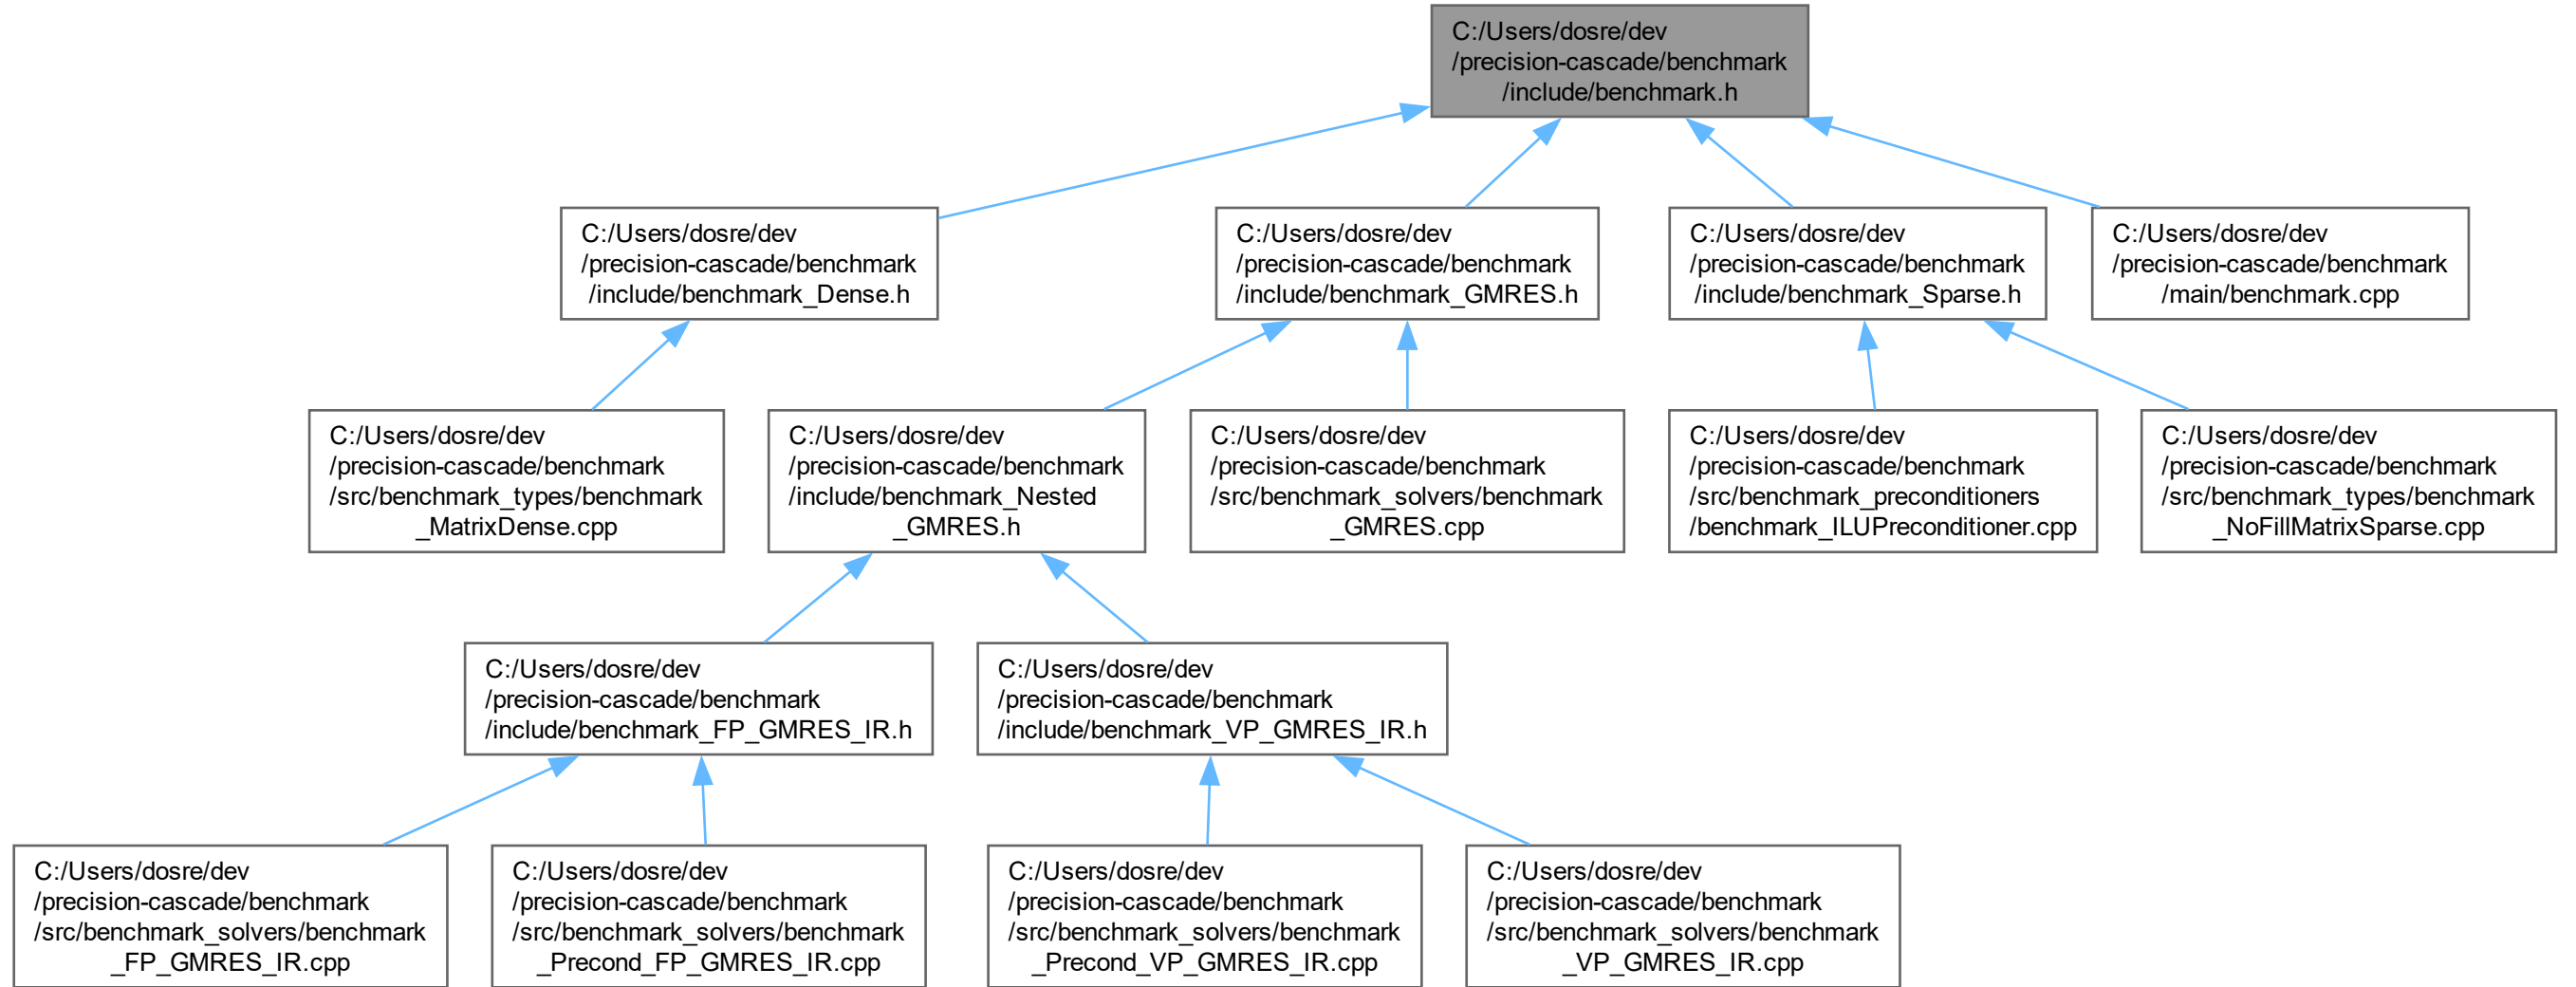 C:/Users/dosre/dev
/precision-cascade/benchmark
/include/benchmark.h
C:/Users/dosre/dev
/precision-cascade/benchmark
/include/benchmark_Dense.h
C:/Users/dosre/dev
/precision-cascade/benchmark
/include/benchmark_GMRES.h
C:/Users/dosre/dev
/precision-cascade/benchmark
/include/benchmark_Sparse.h
C:/Users/dosre/dev
/precision-cascade/benchmark
/main/benchmark.cpp
C:/Users/dosre/dev
/precision-cascade/benchmark
/src/benchmark_types/benchmark
_MatrixDense.cpp
C:/Users/dosre/dev
/precision-cascade/benchmark
/include/benchmark_Nested
_GMRES.h
C:/Users/dosre/dev
/precision-cascade/benchmark
/src/benchmark_solvers/benchmark
_GMRES.cpp
C:/Users/dosre/dev
/precision-cascade/benchmark
/src/benchmark_preconditioners
/benchmark_ILUPreconditioner.cpp
C:/Users/dosre/dev
/precision-cascade/benchmark
/src/benchmark_types/benchmark
_NoFillMatrixSparse.cpp
C:/Users/dosre/dev
/precision-cascade/benchmark
/include/benchmark_FP_GMRES_IR.h
C:/Users/dosre/dev
/precision-cascade/benchmark
/include/benchmark_VP_GMRES_IR.h
C:/Users/dosre/dev
/precision-cascade/benchmark
/src/benchmark_solvers/benchmark
_FP_GMRES_IR.cpp
C:/Users/dosre/dev
/precision-cascade/benchmark
/src/benchmark_solvers/benchmark
_Precond_FP_GMRES_IR.cpp
C:/Users/dosre/dev
/precision-cascade/benchmark
/src/benchmark_solvers/benchmark
_Precond_VP_GMRES_IR.cpp
C:/Users/dosre/dev
/precision-cascade/benchmark
/src/benchmark_solvers/benchmark
_VP_GMRES_IR.cpp